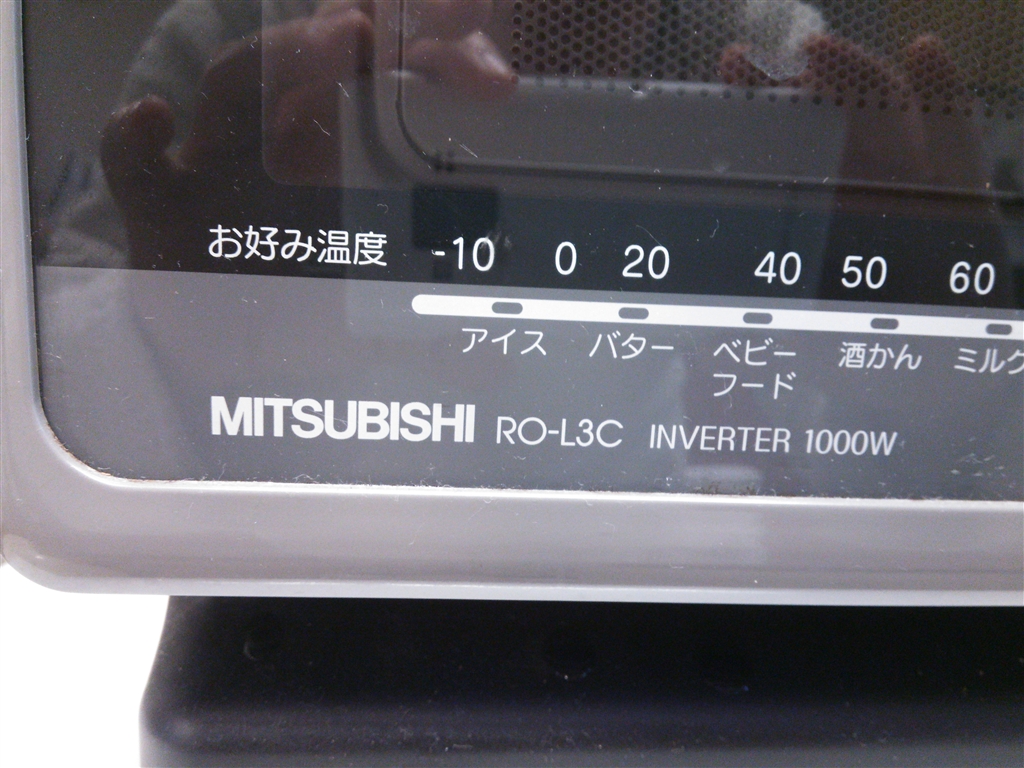 お好み温度 -10 0 20 40 50 60
アイス バター ベビーフード 酒かん ミルク
MITSUBISHI RO-L3C INVERTER 1000W